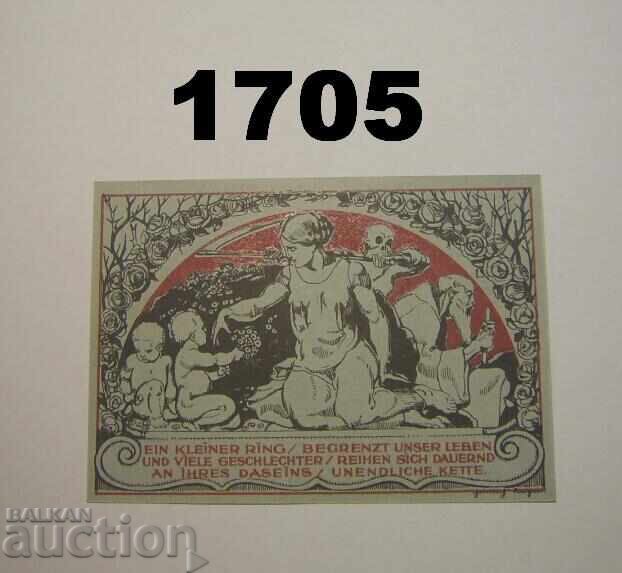 1705
EIN KLEINER RING / BEGRENZT UNSER LEBEN
UND VIELE GESCHLECHTER / REIHEN SICH DAUERND
AN IHRES DASEINS / UNENDLICHE KETTE.
BALKAN
auction